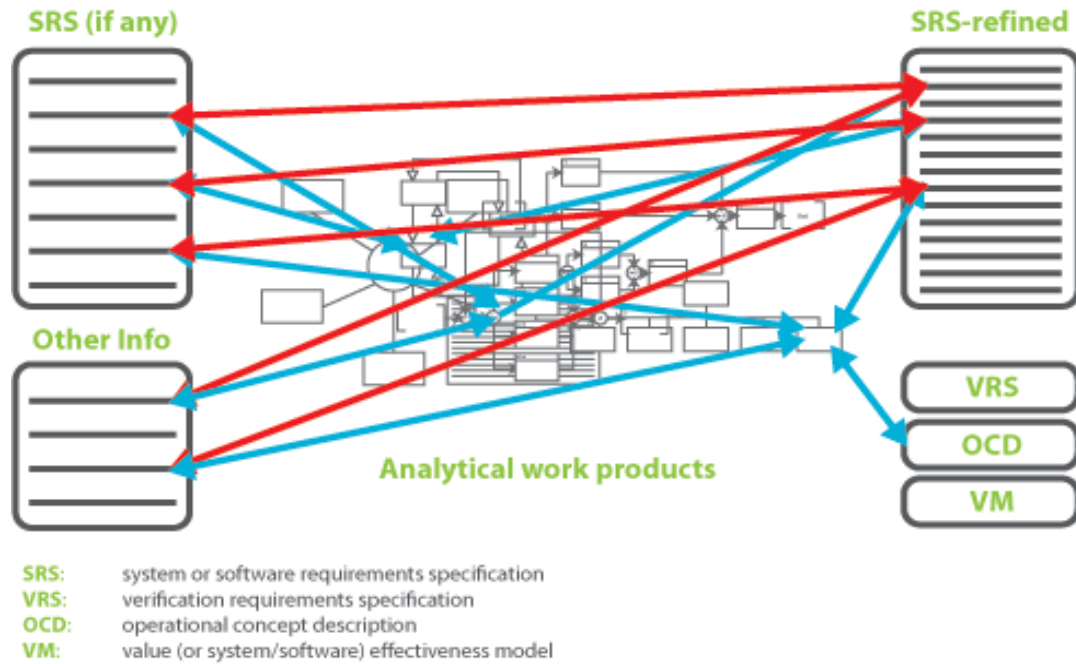 SRS (if any)
SRS-refined
Other Info
VRS
OCD
VM
Analytical work products
SRS: system or software requirements specification
VRS: verification requirements specification
OCD: operational concept description
VM: value (or system/software) effectiveness model